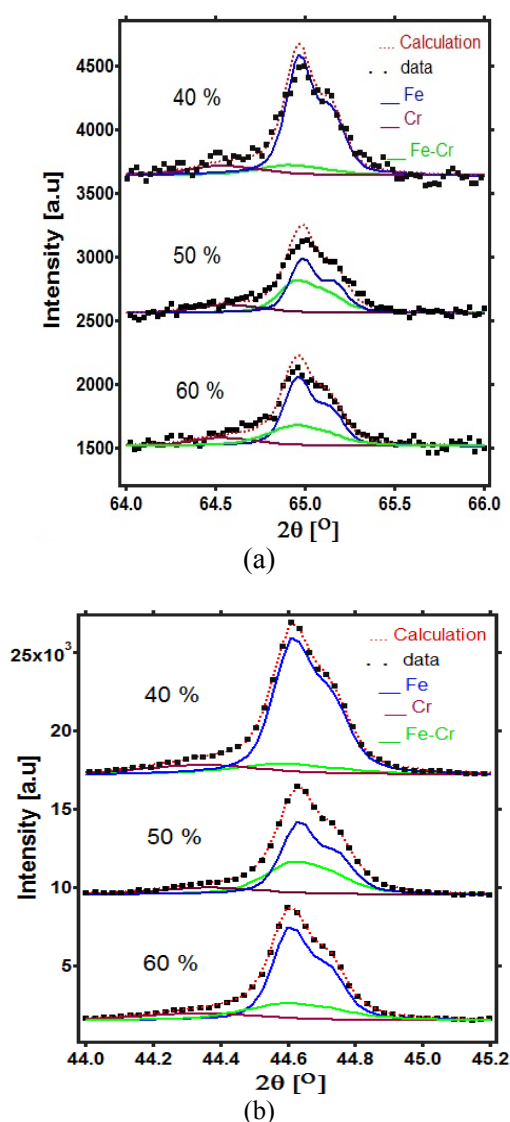 Calculation
data
Fe
Cr
Fe-Cr
40 %
50 %
60 %
4500
4000
3500
3000
2500
2000
1500
Intensity [a.u]
64.0 64.5 65.0 65.5 66.0
2θ [O]
(a)
Calculation
data
Fe
Cr
Fe-Cr
40 %
50 %
60 %
25x10³
20
15
10
5
Intensity [a.u]
44.0 44.2 44.4 44.6 44.8 45.0 45.2
2θ [O]
(b)